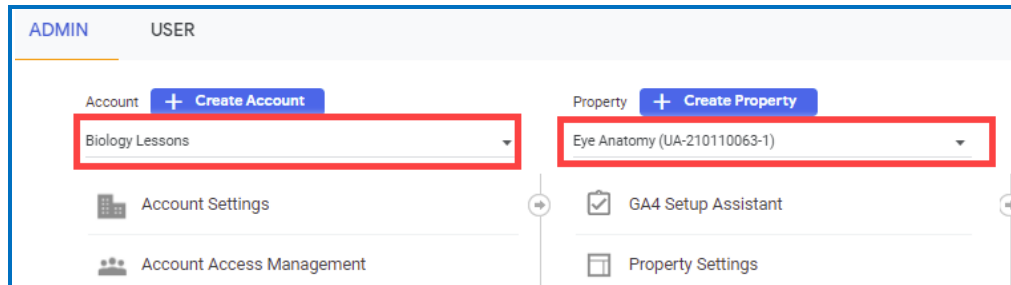 ADMIN USER
Account + Create Account Property + Create Property
Biology Lessons Eye Anatomy (UA-210110063-1)
Account Settings GA4 Setup Assistant
Account Access Management Property Settings